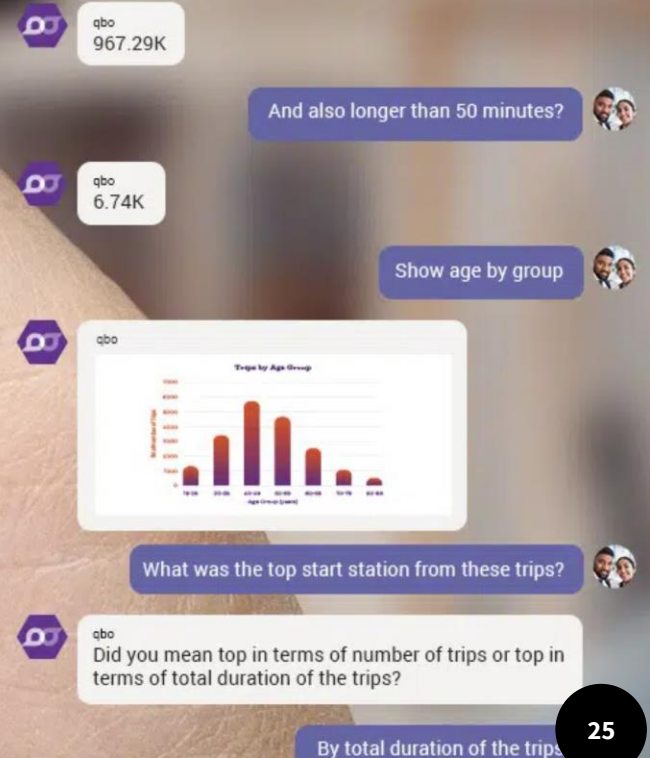 qbo
967.29K
And also longer than 50 minutes?
qbo
6.74K
Show age by group
qbo
Trips by Age Group
Age Group (years)
What was the top start station from these trips?
qbo
Did you mean top in terms of number of trips or top in
terms of total duration of the trips?
By total duration of the trips
25